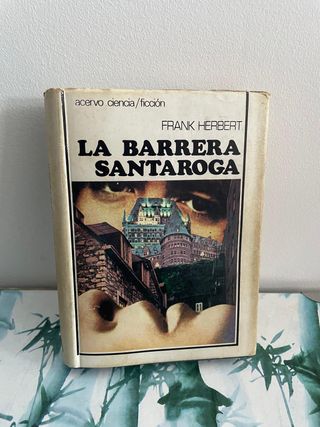 acervo ciencia/ficción
FRANK HERBERT
LA BARRERA
SANTAROGA